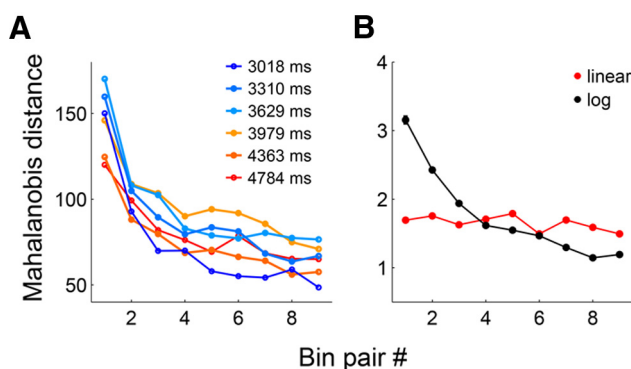 A
Mahalanobis distance
150
100
50
2 4 6 8
3018 ms
3310 ms
3629 ms
3979 ms
4363 ms
4784 ms
B
4
3
2
1
2 4 6 8
linear
log
Bin pair #